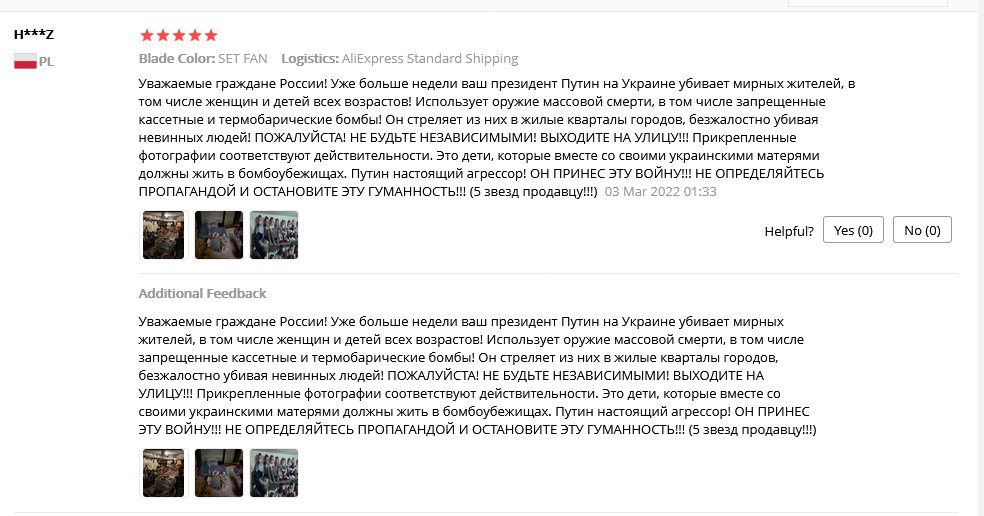 H***Z
PL
Blade Color: SET FAN Logistics: AliExpress Standard Shipping
Уважаемые граждане России! Уже больше недели ваш президент Путин на Украине убивает мирных жителей, в
том числе женщин и детей всех возрастов! Использует оружие массовой смерти, в том числе запрещенные
кассетные и термобарические бомбы! Он стреляет из них в жилые кварталы городов, безжалостно убивая
невинных людей! ПОЖАЛУЙСТА! НЕ БУДЬТЕ НЕЗАВИСИМЫМИ! ВЫХОДИТЕ НА УЛИЦУ!!! Прикрепленные
фотографии соответствуют действительности. Это дети, которые вместе со своими украинскими матерями
должны жить в бомбоубежищах. Путин настоящий агрессор! ОН ПРИНЕС ЭТУ ВОЙНУ!!! НЕ ОПРЕДЕЛЯЙТЕСЬ
ПРОПАГАНДОЙ И ОСТАНОВИТЕ ЭТУ ГУМАННОСТЬ!!! (5 звезд продавцу!!!) 03 Mar 2022 01:33
Helpful? Yes (0) No (0)
Additional Feedback
Уважаемые граждане России! Уже больше недели ваш президент Путин на Украине убивает мирных
жителей, в том числе женщин и детей всех возрастов! Использует оружие массовой смерти, в том числе
запрещенные кассетные и термобарические бомбы! Он стреляет из них в жилые кварталы городов,
безжалостно убивая невинных людей! ПОЖАЛУЙСТА! НЕ БУДЬТЕ НЕЗАВИСИМЫМИ! ВЫХОДИТЕ НА
УЛИЦУ!!! Прикрепленные фотографии соответствуют действительности. Это дети, которые вместе со
своими украинскими матерями должны жить в бомбоубежищах. Путин настоящий агрессор! ОН ПРИНЕС
ЭТУ ВОЙНУ!!! НЕ ОПРЕДЕЛЯЙТЕСЬ ПРОПАГАНДОЙ И ОСТАНОВИТЕ ЭТУ ГУМАННОСТЬ!!! (5 звезд продавцу!!!)